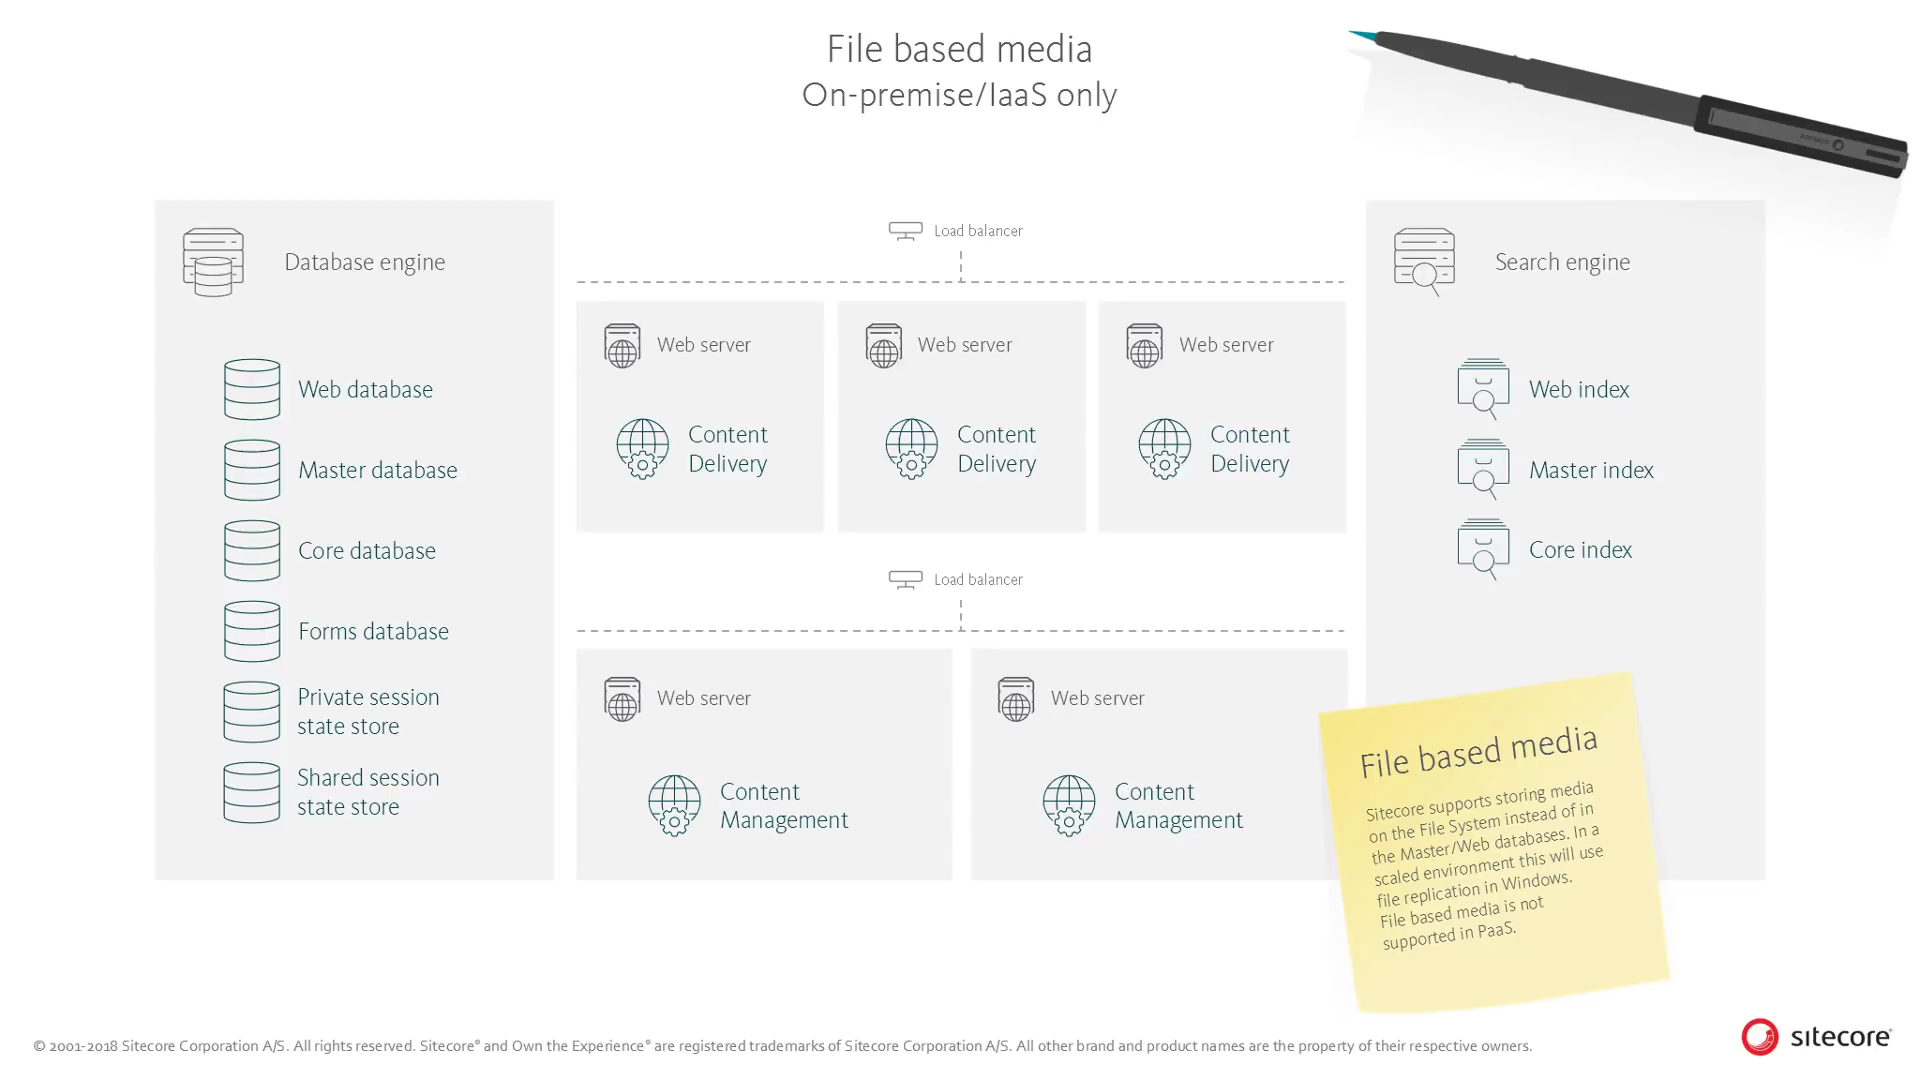 File based media
On-premise/IaaS only
Database engine
Web database
Master database
Core database
Forms database
Private session
state store
Shared session
state store
Load balancer
Web server
Content
Delivery
Web server
Content
Delivery
Web server
Content
Delivery
Load balancer
Web server
Content
Management
Web server
Content
Management
Search engine
Web index
Master index
Core index
File based media
Sitecore supports storing media
on the File System instead of in
the Master/Web databases. In a
scaled environment this will use
file replication in Windows.
File based media is not
supported in PaaS.
© 2001-2018 Sitecore Corporation A/S. All rights reserved. Sitecore® and Own the Experience® are registered trademarks of Sitecore Corporation A/S. All other brand and product names are the property of their respective owners.
sitecore®